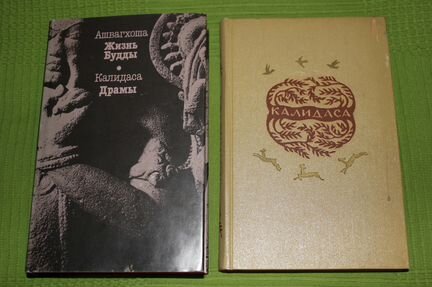 Ашвагхоша
Жизнь
Будды
•
Калидаса
Драмы
КАЛИДАСА